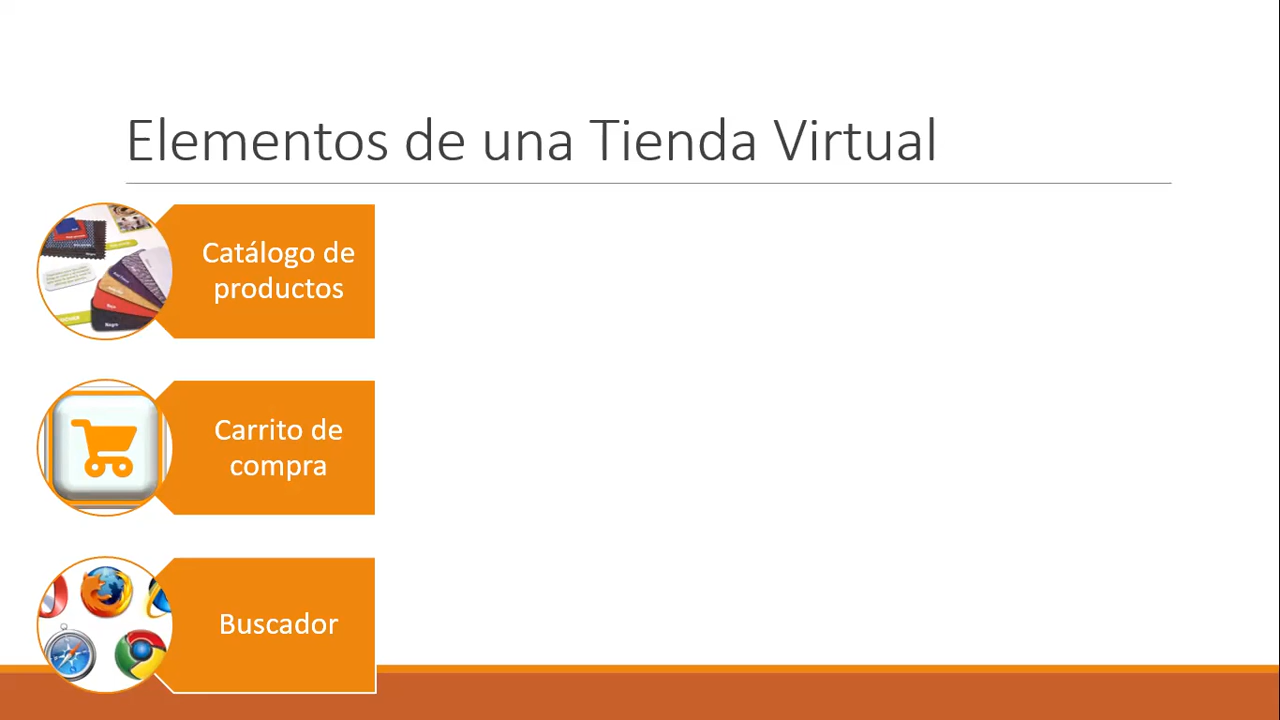 Elementos de una Tienda Virtual
Catálogo de
productos
Carrito de
compra
Buscador